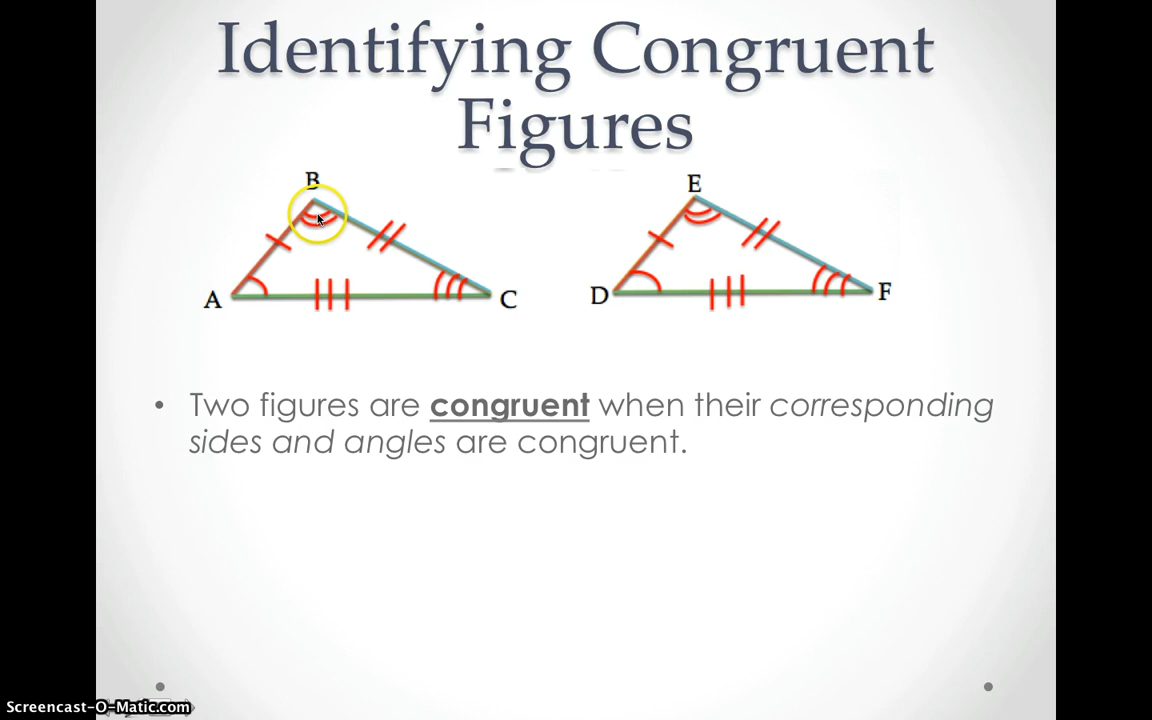 Identifying Congruent
Figures
B
E
A
C
D
F
• Two figures are congruent when their corresponding
sides and angles are congruent.
Screencast-O-Matic.com